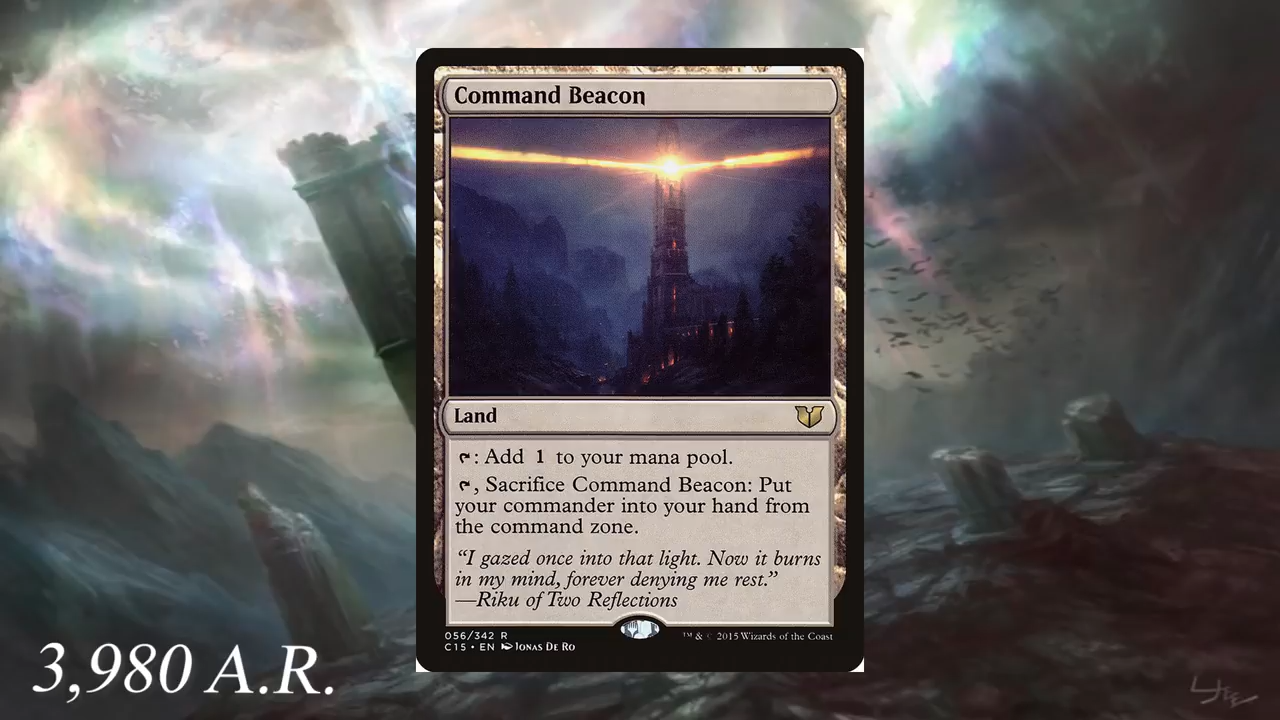 Command Beacon
Land
: Add 1 to your mana pool.
, Sacrifice Command Beacon: Put
your commander into your hand from
the command zone.
“I gazed once into that light. Now it burns
in my mind, forever denying me rest.”
—Riku of Two Reflections
056/342 R
™ & © 2015 Wizards of the Coast
C15 • EN Jonas De Ro
3,980 A.R.